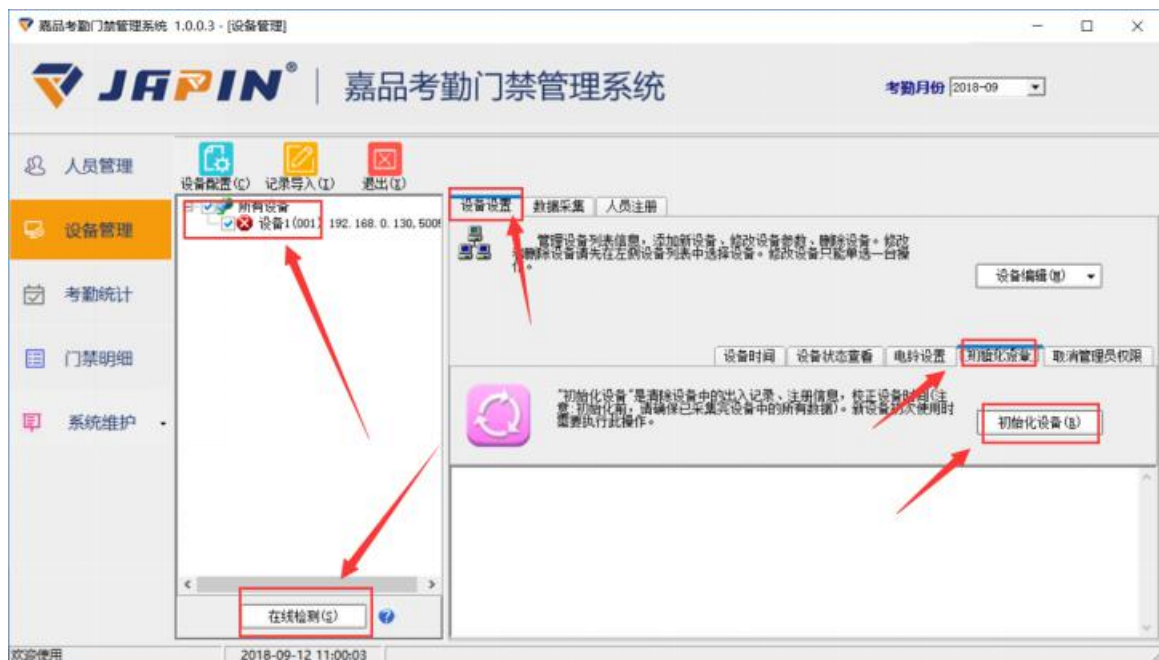 嘉品考勤门禁管理系统 1.0.0.3 - [设备管理]
JAPIN® 嘉品考勤门禁管理系统
考勤月份 2018-09
人员管理
设备管理
考勤统计
门禁明细
系统维护
设备配置(C) 记录导入(I) 退出(X)
所有设备
设备1(001) 192.168.0.130,500
在线检测(S)
设备设置 数据采集 人员注册
管理设备列表信息，添加新设备、修改设备参数、删除设备。修改
删除设备请先在左侧设备列表中选择设备。修改设备只能单选一台操
作。
设备编辑(M)
设备时间 设备状态查看 电铃设置 初始化设备 取消管理员权限
"初始化设备"是清除设备中的出入记录、注册信息，校正设备时间(注
意:初始化前，请确保已采集完设备中的所有数据)。新设备初次使用时
需要执行此操作。
初始化设备(B)
欢迎使用 2018-09-12 11:00:03